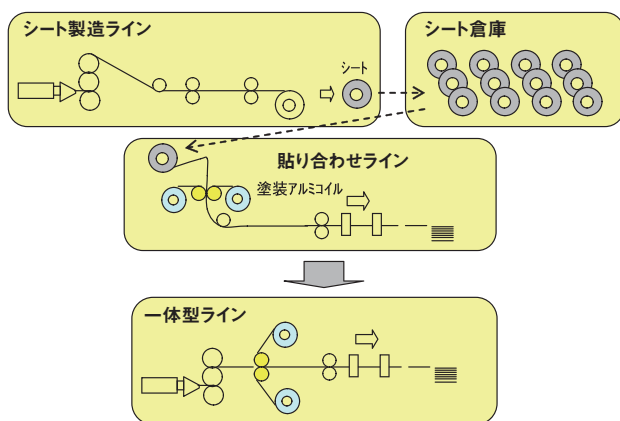 シート製造ライン
シート
シート倉庫
貼り合わせライン
塗装アルミコイル
一体型ライン